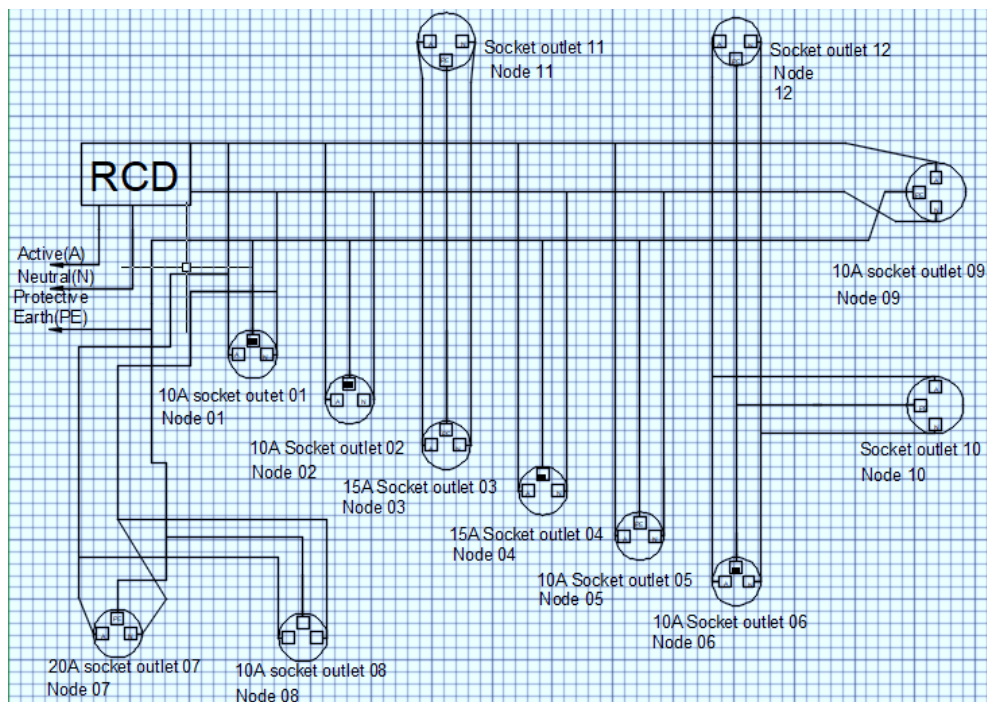 Socket outlet 11
Node 11
Socket outlet 12
Node
12
RCD
Active(A)
Neutral(N)
Protective
Earth(PE)
10A socket outlet 09
Node 09
10A socket outet 01
Node 01
10A Socket outlet 02
Node 02
15A Socket outlet 03
Node 03
15A Socket outlet 04
Node 04
10A Socket outlet 05
Node 05
10A Socket outlet 06
Node 06
Socket outlet 10
Node 10
20A socket outlet 07
Node 07
10A socket outlet 08
Node 08
PE